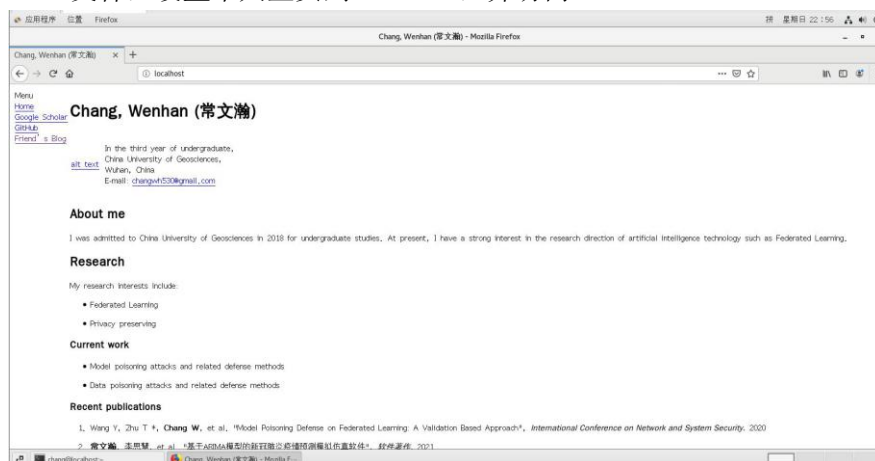 应用程序 位置 Firefox 星期日 22:56
Chang, Wenhan (常文瀚) - Mozilla Firefox
Chang, Wenhan (常文瀚) × +
localhost
Menu
Home
Google Scholar
GitHub
Friend's Blog
Chang, Wenhan (常文瀚)
In the third year of undergraduate,
China University of Geosciences,
alt text
Wuhan, China
E-mail: changwh530@gmail.com
About me
I was admitted to China University of Geosciences in 2018 for undergraduate studies. At present, I have a strong interest in the research direction of artificial intelligence technology such as Federated Learning.
Research
My research interests include:
• Federated Learning
• Privacy preserving
Current work
• Model poisoning attacks and related defense methods
• Data poisoning attacks and related defense methods
Recent publications
1. Wang Y, Zhu T *, Chang W, et al. "Model Poisoning Defense on Federated Learning: A Validation Based Approach", International Conference on Network and System Security. 2020
2. 常文瀚, 李思慧, et al. "基于ARIMA模型的新冠肺炎疫情预测模拟仿真软件", 软件著作, 2021
chang@localhost:~ Chang, Wenhan (常文瀚) - Mozilla F...